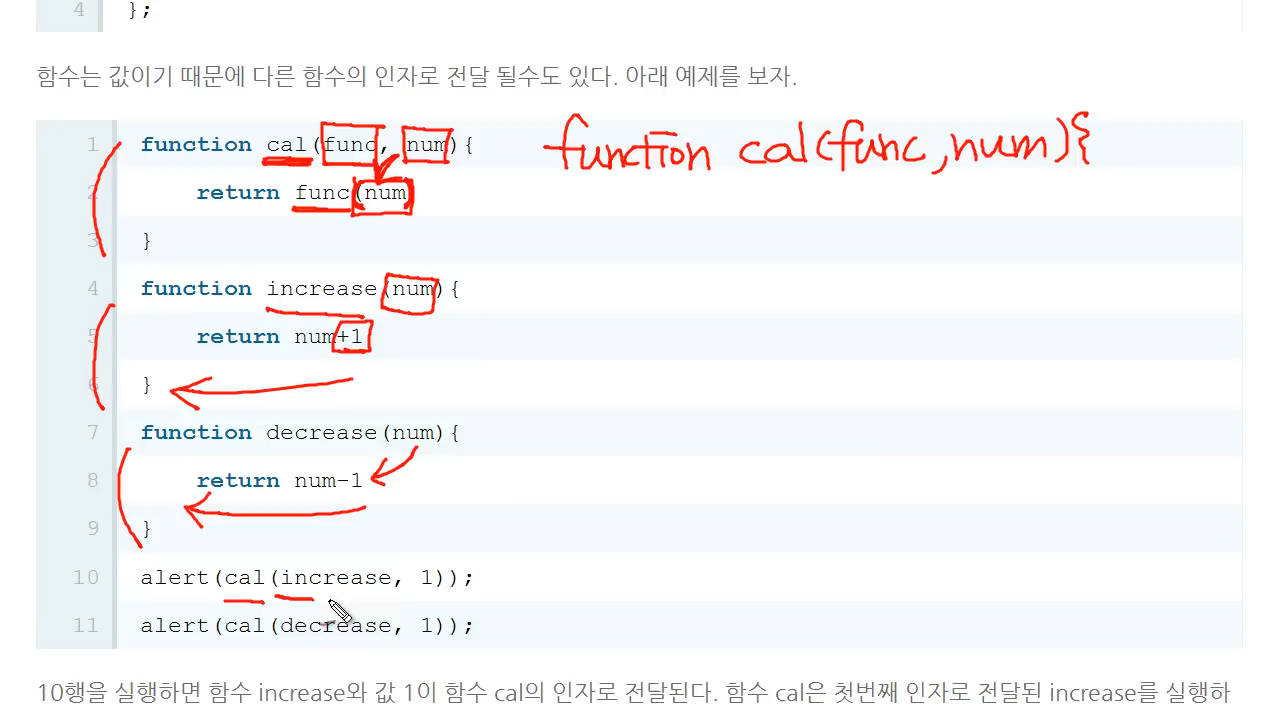 4 };
함수는 값이기 때문에 다른 함수의 인자로 전달 될수도 있다. 아래 예제를 보자.
1 function cal(func, num){ function cal(func,num){
2 return func(num)
3 }
4 function increase(num){
5 return num+1
6 }
7 function decrease(num){
8 return num-1
9 }
10 alert(cal(increase, 1));
11 alert(cal(decrease, 1));
10행을 실행하면 함수 increase와 값 1이 함수 cal의 인자로 전달된다. 함수 cal은 첫번째 인자로 전달된 increase를 실행하